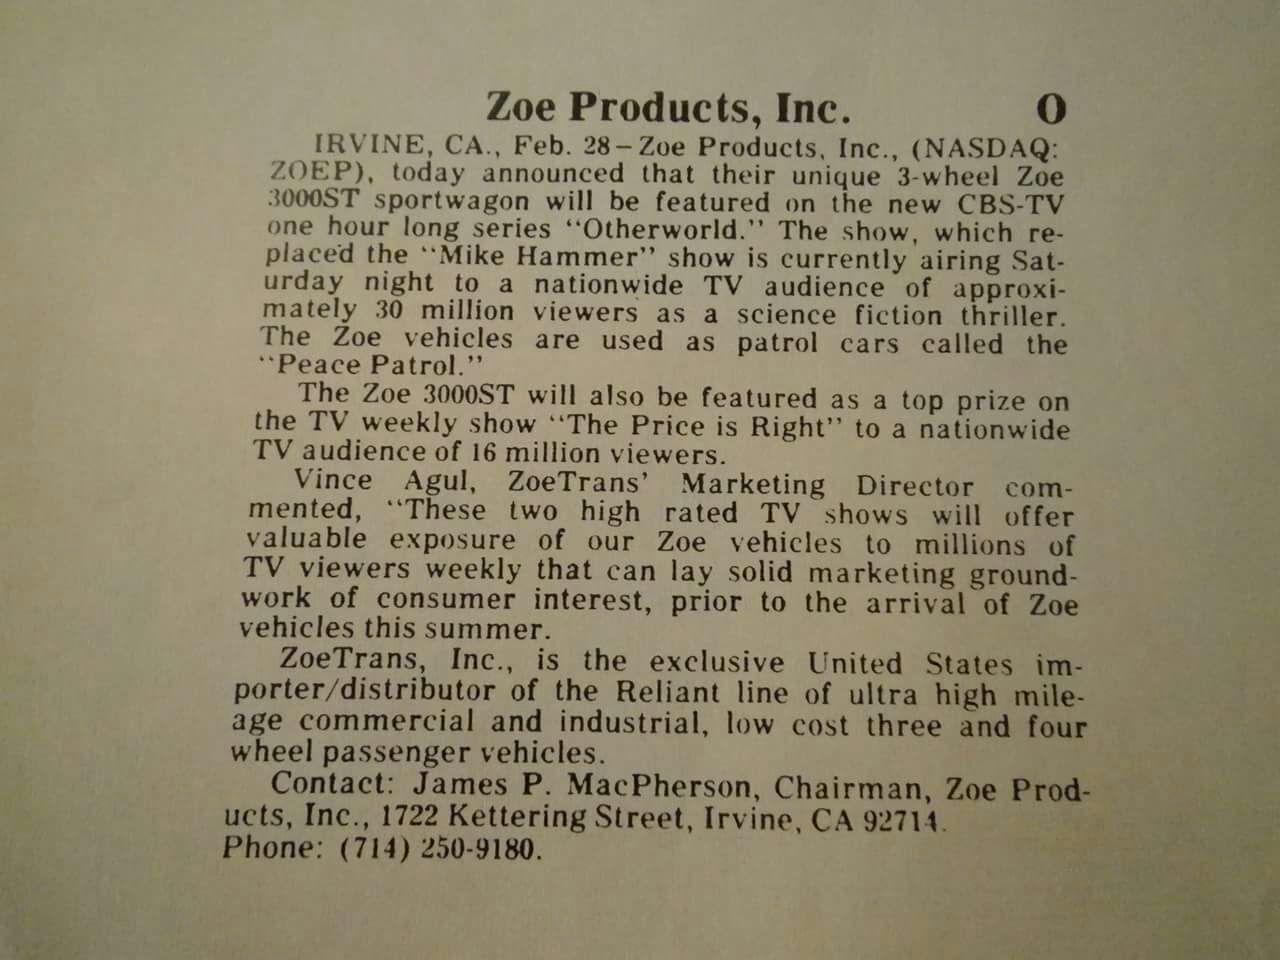 Zoe Products, Inc. O
IRVINE, CA., Feb. 28–Zoe Products, Inc., (NASDAQ:
ZOEP), today announced that their unique 3-wheel Zoe
3000ST sportwagon will be featured on the new CBS-TV
one hour long series “Otherworld.” The show, which re-
placed the “Mike Hammer” show is currently airing Sat-
urday night to a nationwide TV audience of approxi-
mately 30 million viewers as a science fiction thriller.
The Zoe vehicles are used as patrol cars called the
“Peace Patrol.”
The Zoe 3000ST will also be featured as a top prize on
the TV weekly show “The Price is Right” to a nationwide
TV audience of 16 million viewers.
Vince Agul, ZoeTrans’ Marketing Director com-
mented, “These two high rated TV shows will offer
valuable exposure of our Zoe vehicles to millions of
TV viewers weekly that can lay solid marketing ground-
work of consumer interest, prior to the arrival of Zoe
vehicles this summer.
ZoeTrans, Inc., is the exclusive United States im-
porter/distributor of the Reliant line of ultra high mile-
age commercial and industrial, low cost three and four
wheel passenger vehicles.
Contact: James P. MacPherson, Chairman, Zoe Prod-
ucts, Inc., 1722 Kettering Street, Irvine, CA 92714.
Phone: (714) 250-9180.